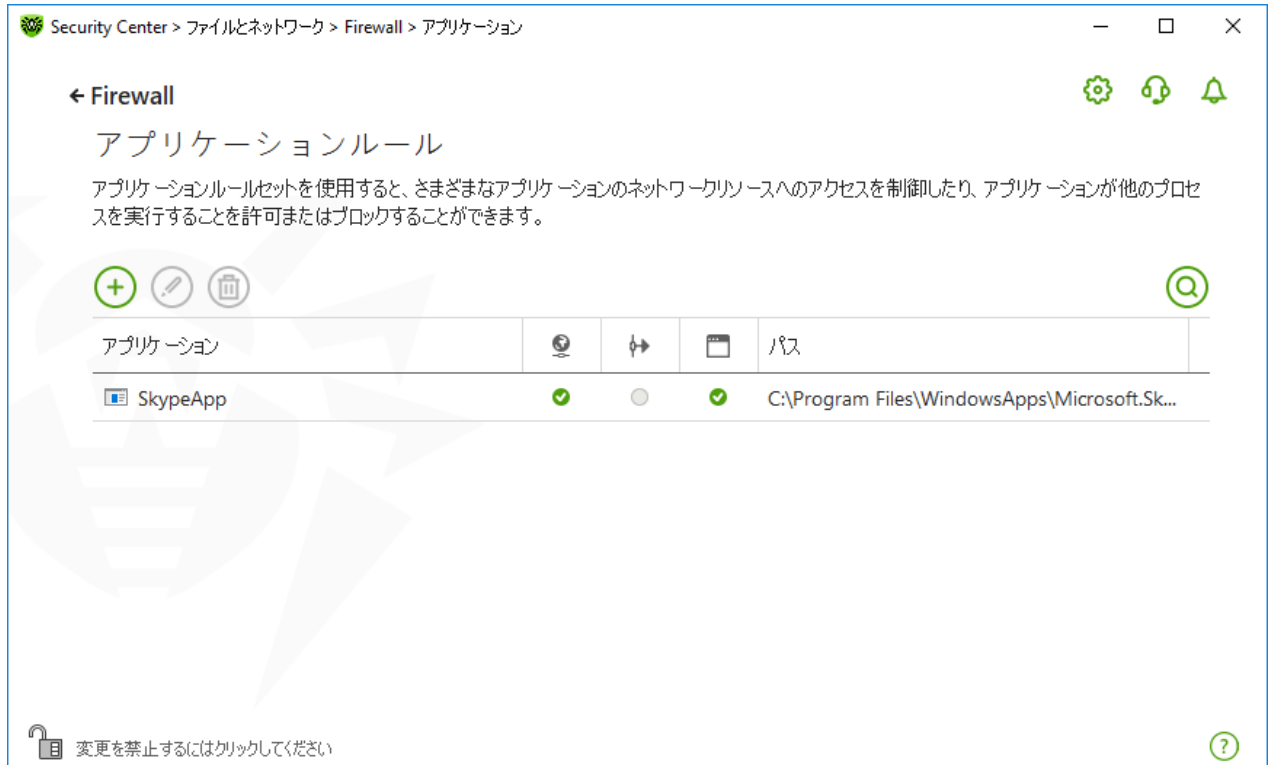 Security Center > ファイルとネットワーク > Firewall > アプリケーション
Firewall
アプリケーションルール
アプリケーションルールセットを使用すると、さまざまなアプリケーションのネットワークリソースへのアクセスを制御したり、アプリケーションが他のプロセ
スを実行することを許可またはブロックすることができます。
アプリケーション パス
SkypeApp C:\Program Files\WindowsApps\Microsoft.Sk...
変更を禁止するにはクリックしてください